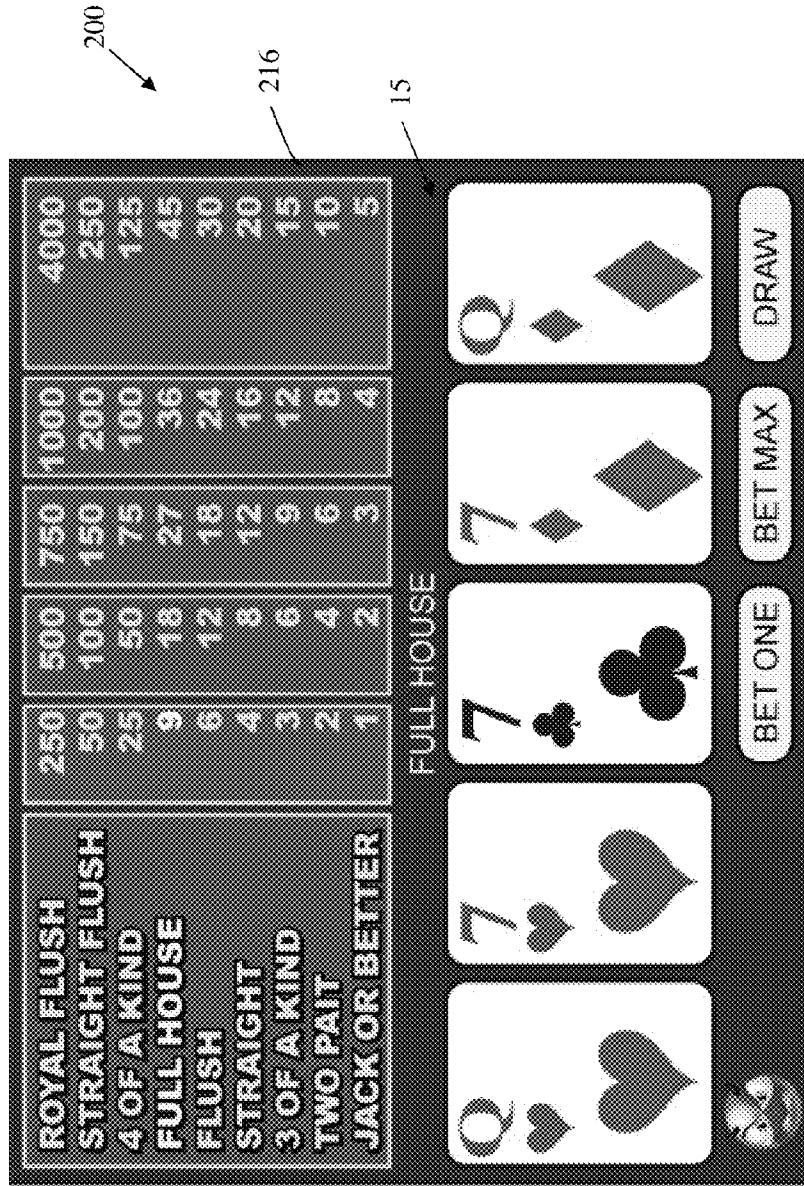 200
216
15
ROYAL FLUSH 250 500 750 1000 4000
STRAIGHT FLUSH 50 100 150 200 250
4 OF A KIND 25 50 75 100 125
FULL HOUSE 9 18 27 36 45
FLUSH 6 12 18 24 30
STRAIGHT 4 8 12 16 20
3 OF A KIND 3 6 9 12 15
TWO PAIT 2 4 6 8 10
JACK OR BETTER 1 2 3 4 5
FULL HOUSE
Q 7 7 7 Q
BET ONE BET MAX DRAW